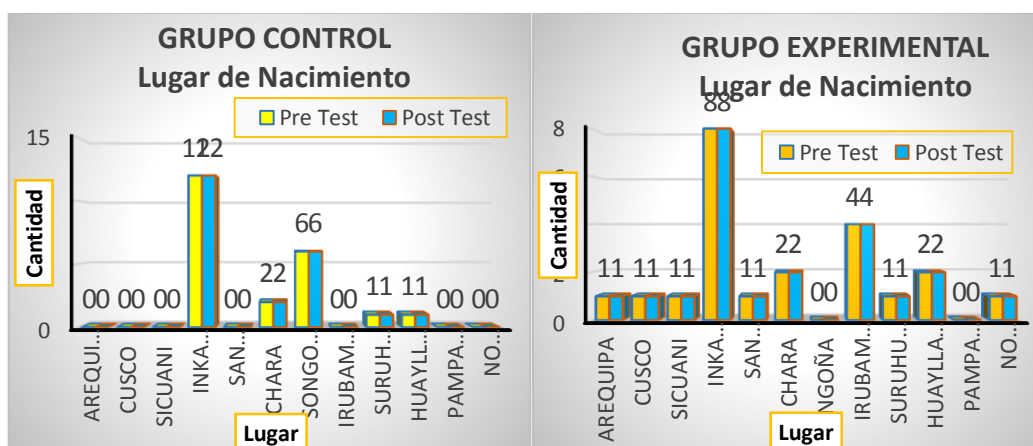 GRUPO CONTROL
Lugar de Nacimiento
Pre Test Post Test
15
0
Cantidad
00 00 00 1122 00 22 66 00 11 11 00 00
AREQUI..
CUSCO
SICUANI
INKA..
SAN..
CHARA
SONGO..
IRUBAM..
SURUH..
HUAYLL..
PAMPA..
NO..
Lugar
GRUPO EXPERIMENTAL
Lugar de Nacimiento
Pre Test Post Test
8
0
Cantidad
11 11 11 88 11 22 00 44 11 22 00 11
AREQUIPA
CUSCO
SICUANI
INKA..
SAN..
CHARA
NGOÑA
IRUBAM..
SURUHU..
HUAYLLA..
PAMPA..
NO..
Lugar